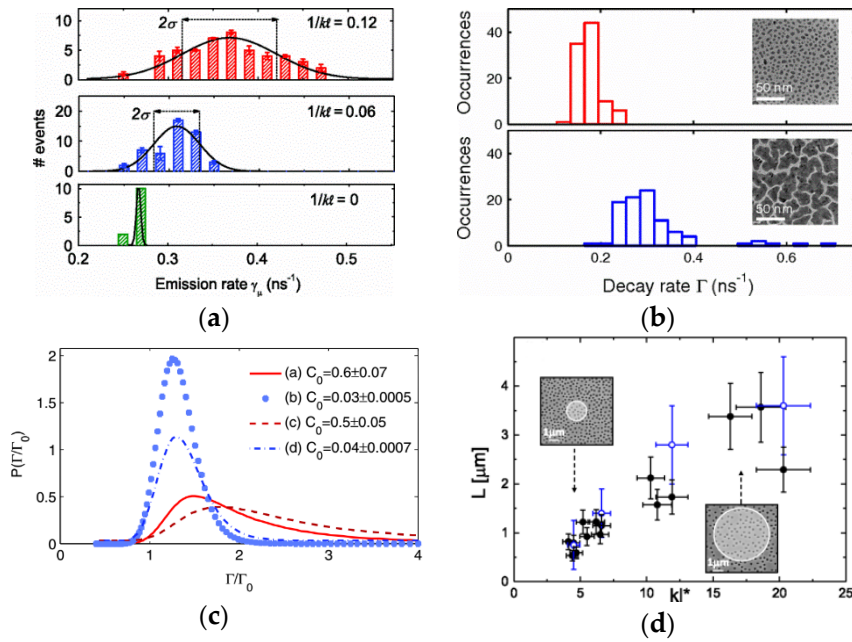 2σ
1/kℓ = 0.12
10
5
0
2σ
1/kℓ = 0.06
20
10
0
# events
1/kℓ = 0
10
5
0
0.2 0.3 0.4 0.5
Emission rate γμ (ns⁻¹)
(a)
40
20
0
Occurrences
50 nm
40
20
0
Occurrences
50 nm
0 0.2 0.4 0.6
Decay rate Γ (ns⁻¹)
(b)
2
1.5
1
0.5
0
P(Γ/Γ₀)
(a) C₀=0.6±0.07
(b) C₀=0.03±0.0005
(c) C₀=0.5±0.05
(d) C₀=0.04±0.0007
0 1 2 3 4
Γ/Γ₀
(c)
5
4
3
2
1
0
L [μm]
1μm
1μm
0 5 10 15 20 25
kl*
(d)